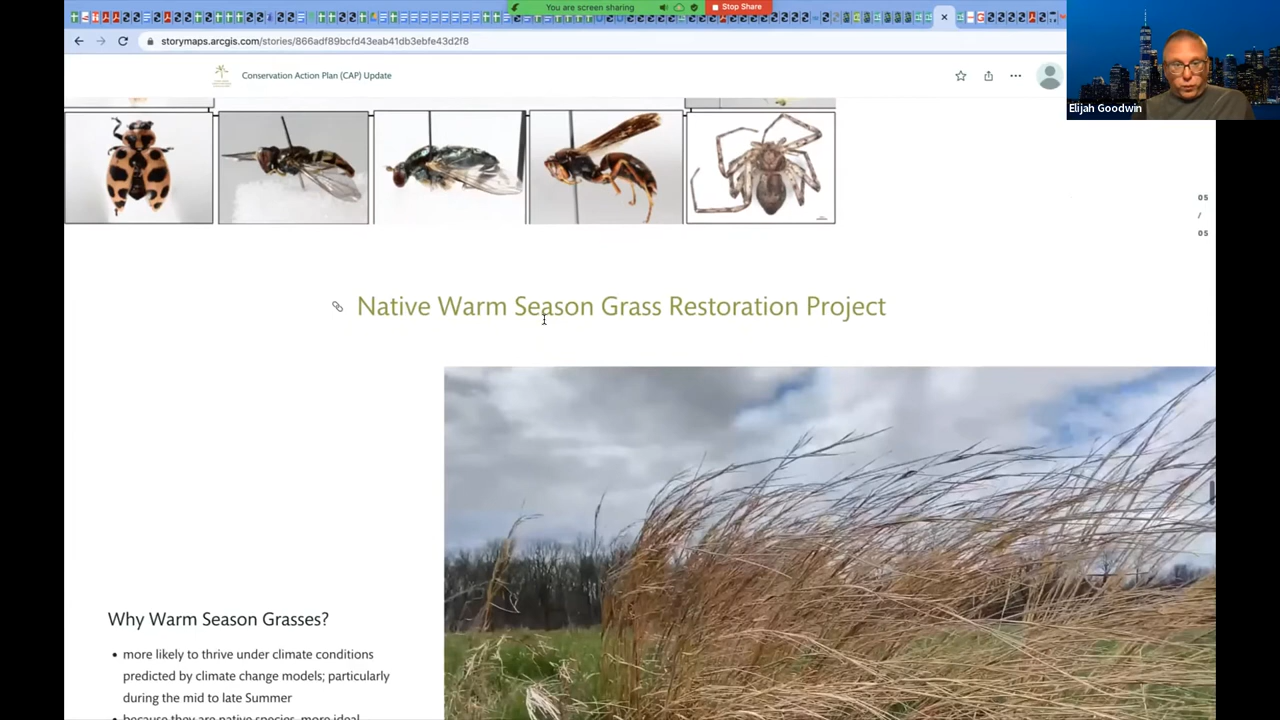 You are screen sharing
Stop Share
storymaps.arcgis.com/stories/866adf89bcfd43eab41db3ebfe43d2f8
Conservation Action Plan (CAP) Update
Elijah Goodwin
05
/
05
Native Warm Season Grass Restoration Project
Why Warm Season Grasses?
• more likely to thrive under climate conditions
predicted by climate change models; particularly
during the mid to late Summer
• because they are native species, more ideal